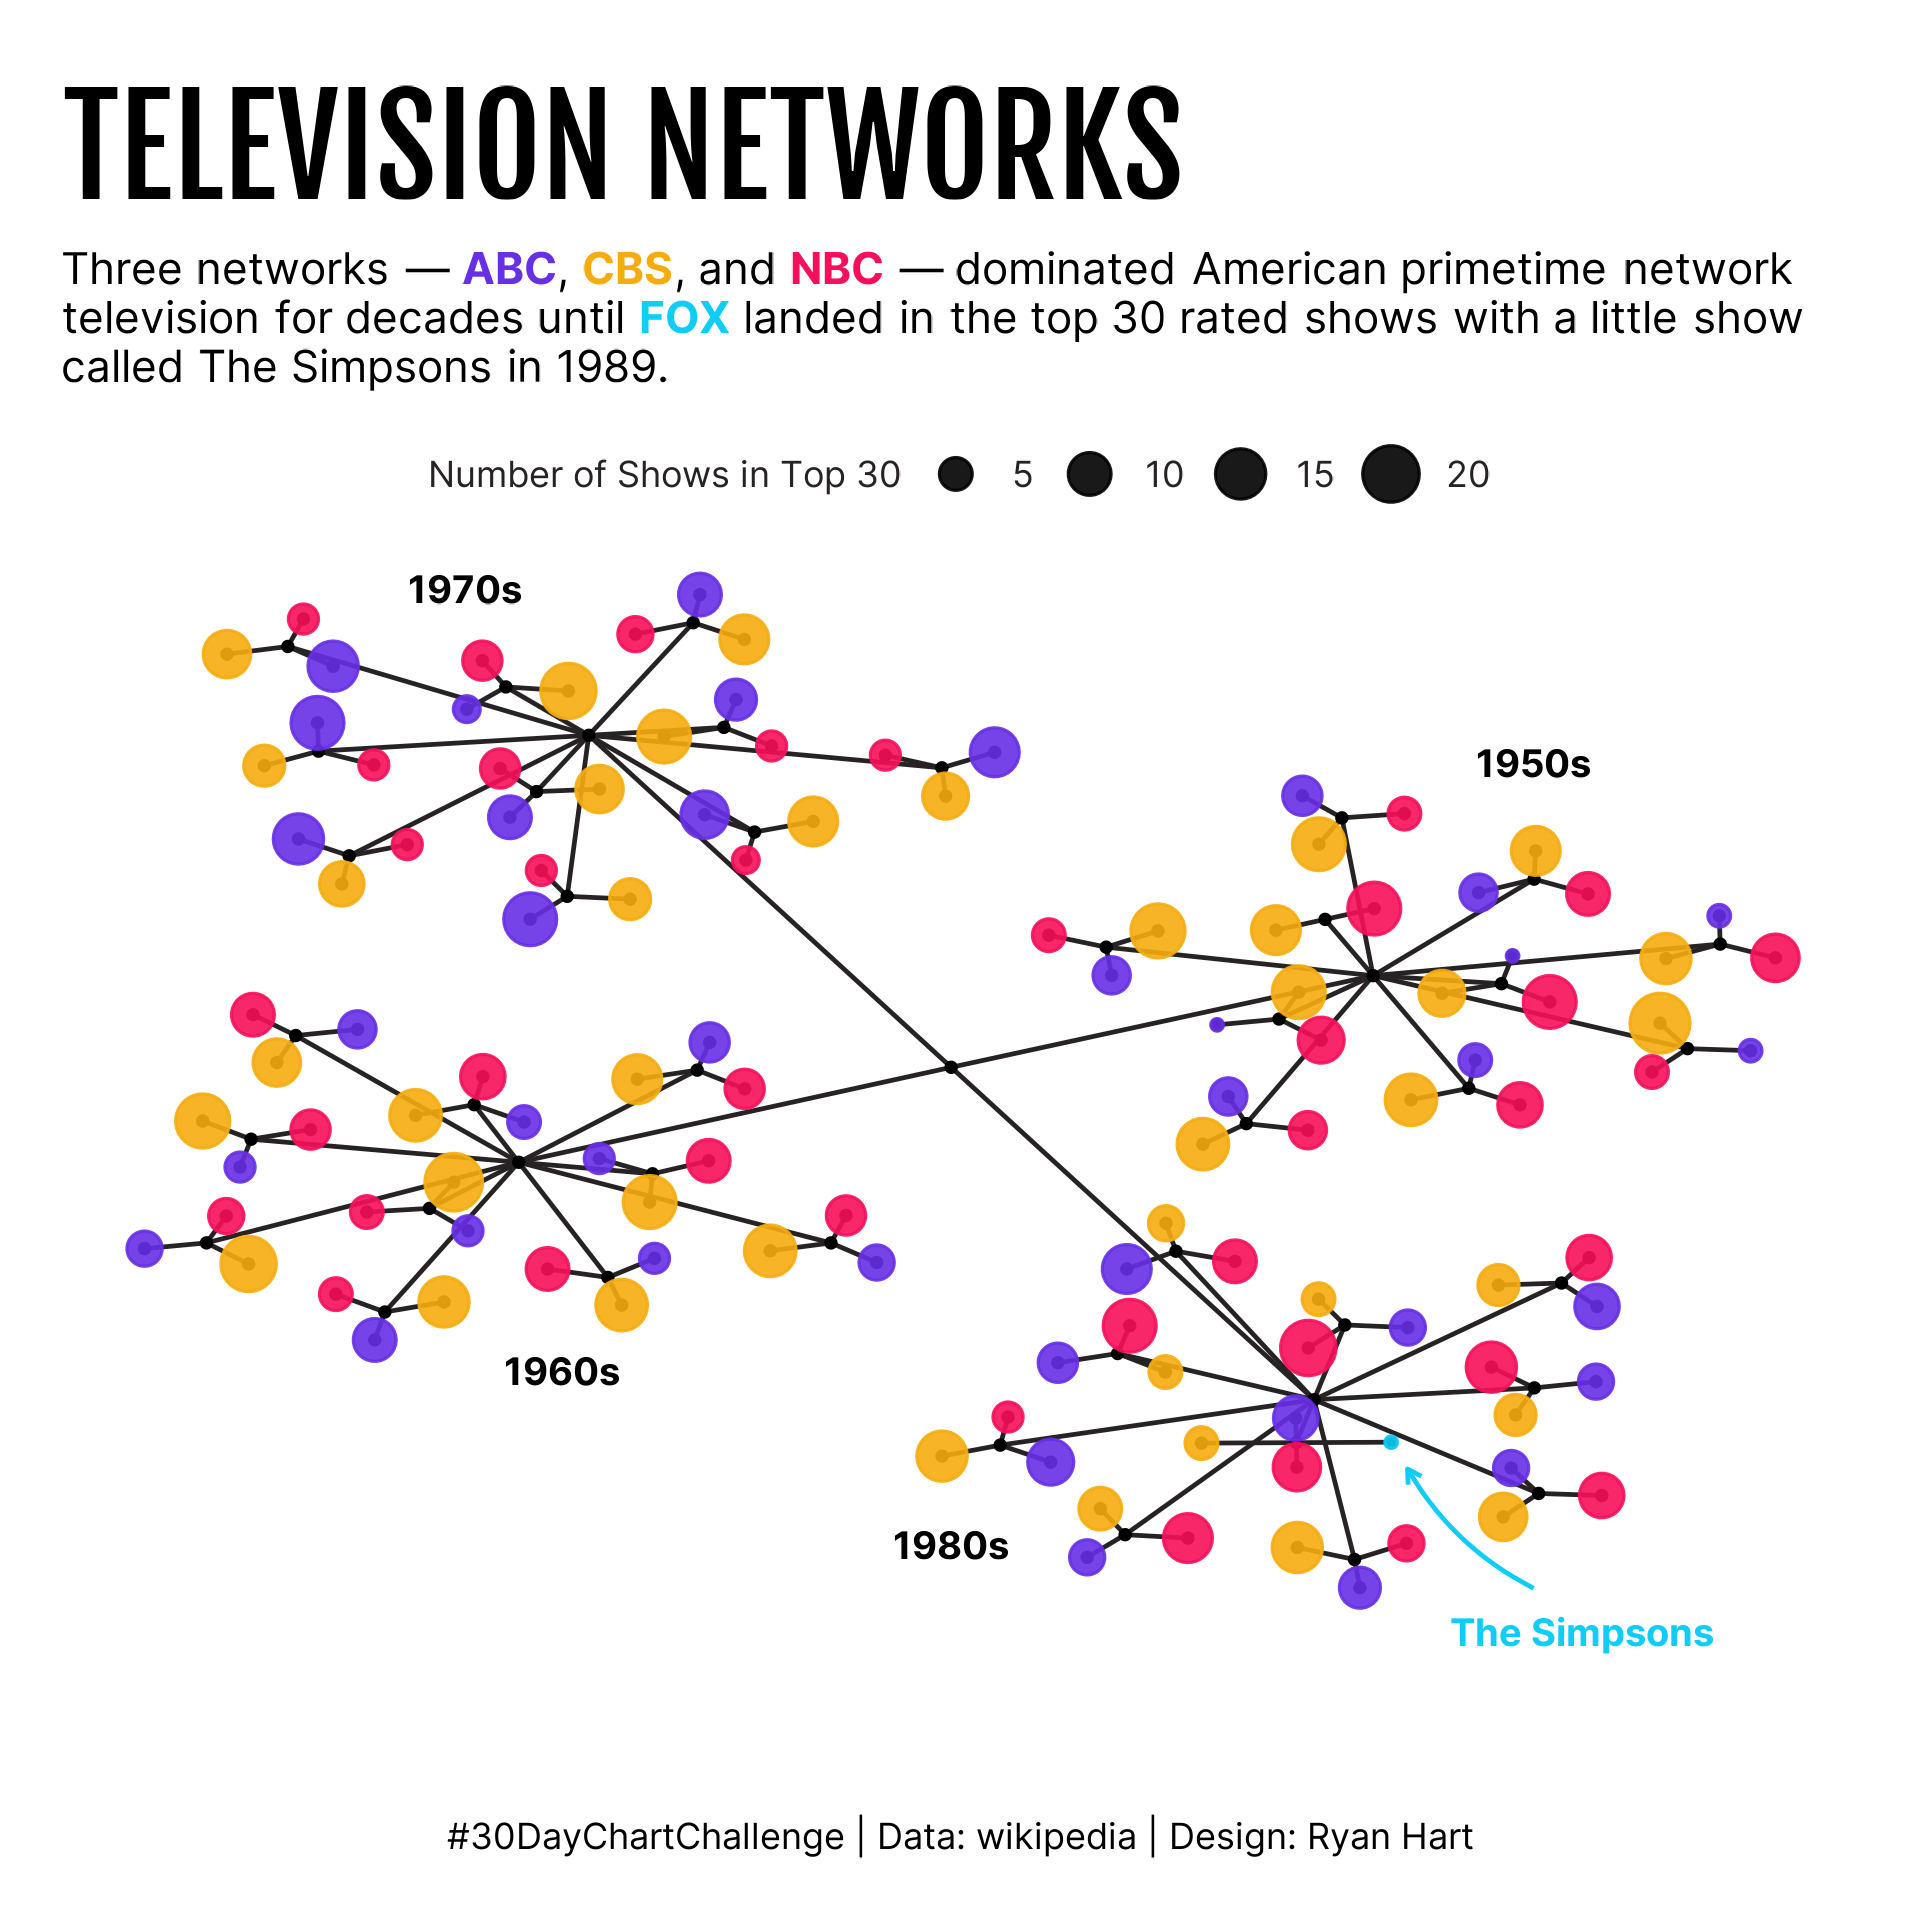 TELEVISION NETWORKS
Three networks — ABC, CBS, and NBC — dominated American primetime network
television for decades until FOX landed in the top 30 rated shows with a little show
called The Simpsons in 1989.
Number of Shows in Top 30 5 10 15 20
1970s
1950s
1960s
1980s
The Simpsons
#30DayChartChallenge | Data: wikipedia | Design: Ryan Hart